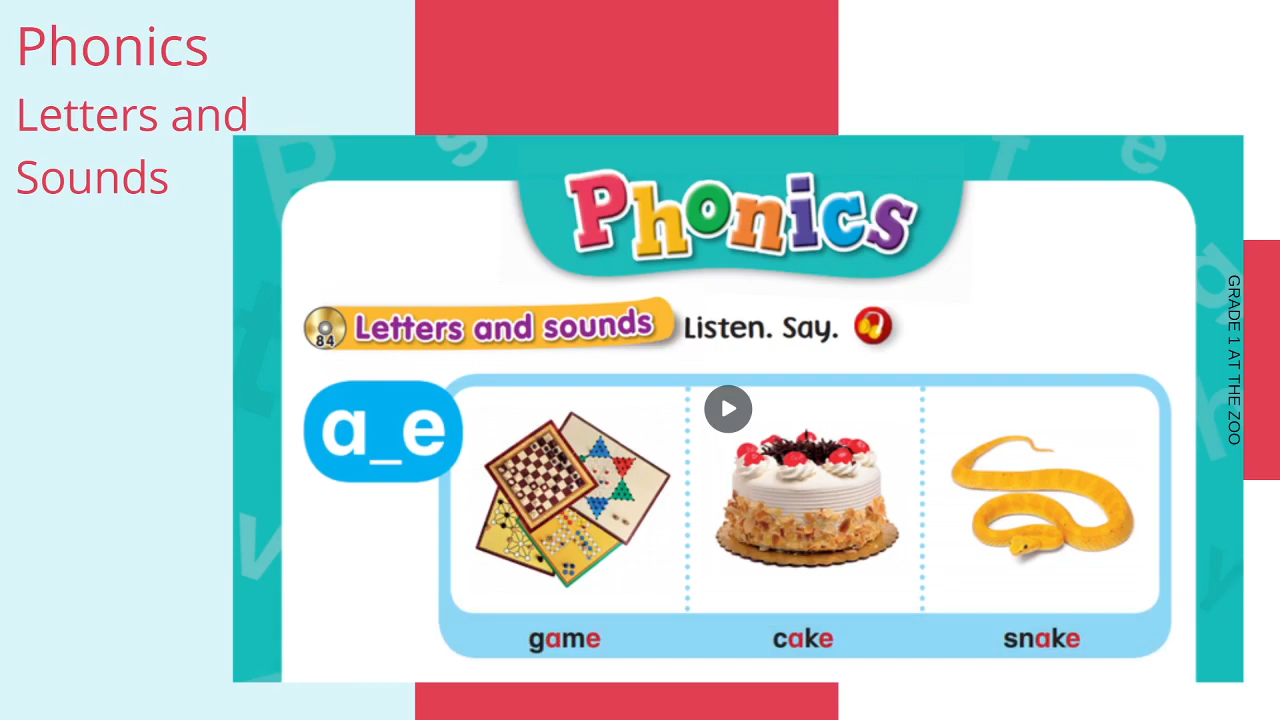 Phonics
Letters and
Sounds
Phonics
84 Letters and sounds Listen. Say.
a_e
game cake snake
GRADE 1 AT THE ZOO